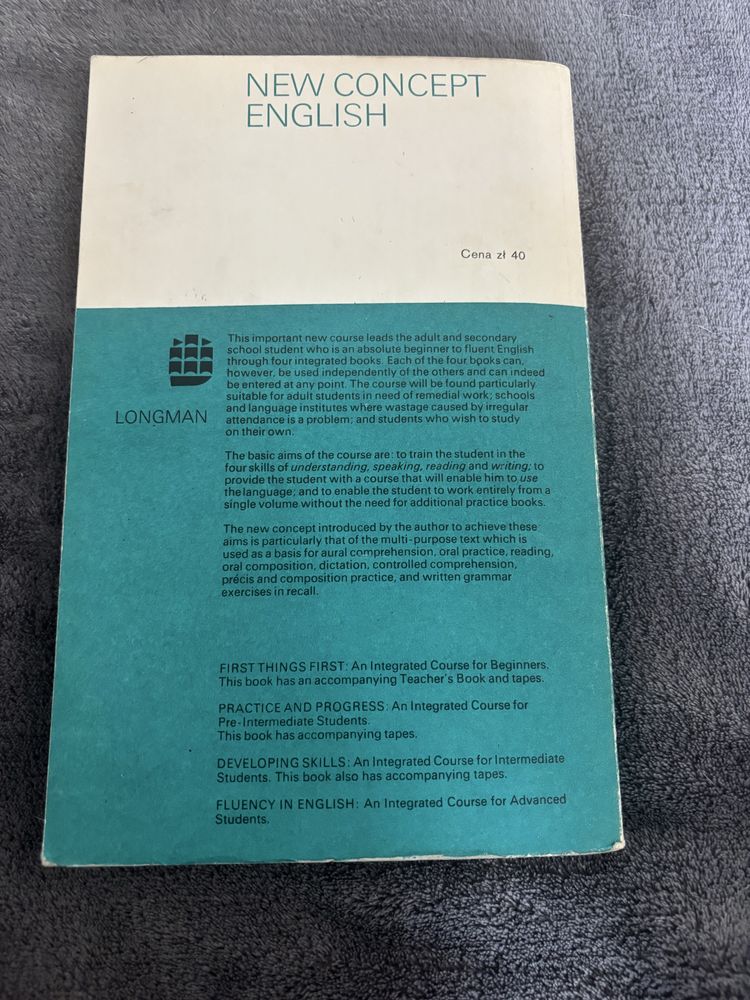 NEW CONCEPT
ENGLISH
Cena zł 40
LONGMAN
This important new course leads the adult and secondary
school student who is an absolute beginner to fluent English
through four integrated books. Each of the four books can,
however, be used independently of the others and can indeed
be entered at any point. The course will be found particularly
suitable for adult students in need of remedial work; schools
and language institutes where wastage caused by irregular
attendance is a problem; and students who wish to study
on their own.
The basic aims of the course are: to train the student in the
four skills of understanding, speaking, reading and writing; to
provide the student with a course that will enable him to use
the language; and to enable the student to work entirely from a
single volume without the need for additional practice books.
The new concept introduced by the author to achieve these
aims is particularly that of the multi-purpose text which is
used as a basis for aural comprehension, oral practice, reading,
oral composition, dictation, controlled comprehension,
précis and composition practice, and written grammar
exercises in recall.
FIRST THINGS FIRST: An Integrated Course for Beginners.
This book has an accompanying Teacher's Book and tapes.
PRACTICE AND PROGRESS: An Integrated Course for
Pre-Intermediate Students.
This book has accompanying tapes.
DEVELOPING SKILLS: An Integrated Course for Intermediate
Students. This book also has accompanying tapes.
FLUENCY IN ENGLISH: An Integrated Course for Advanced
Students.